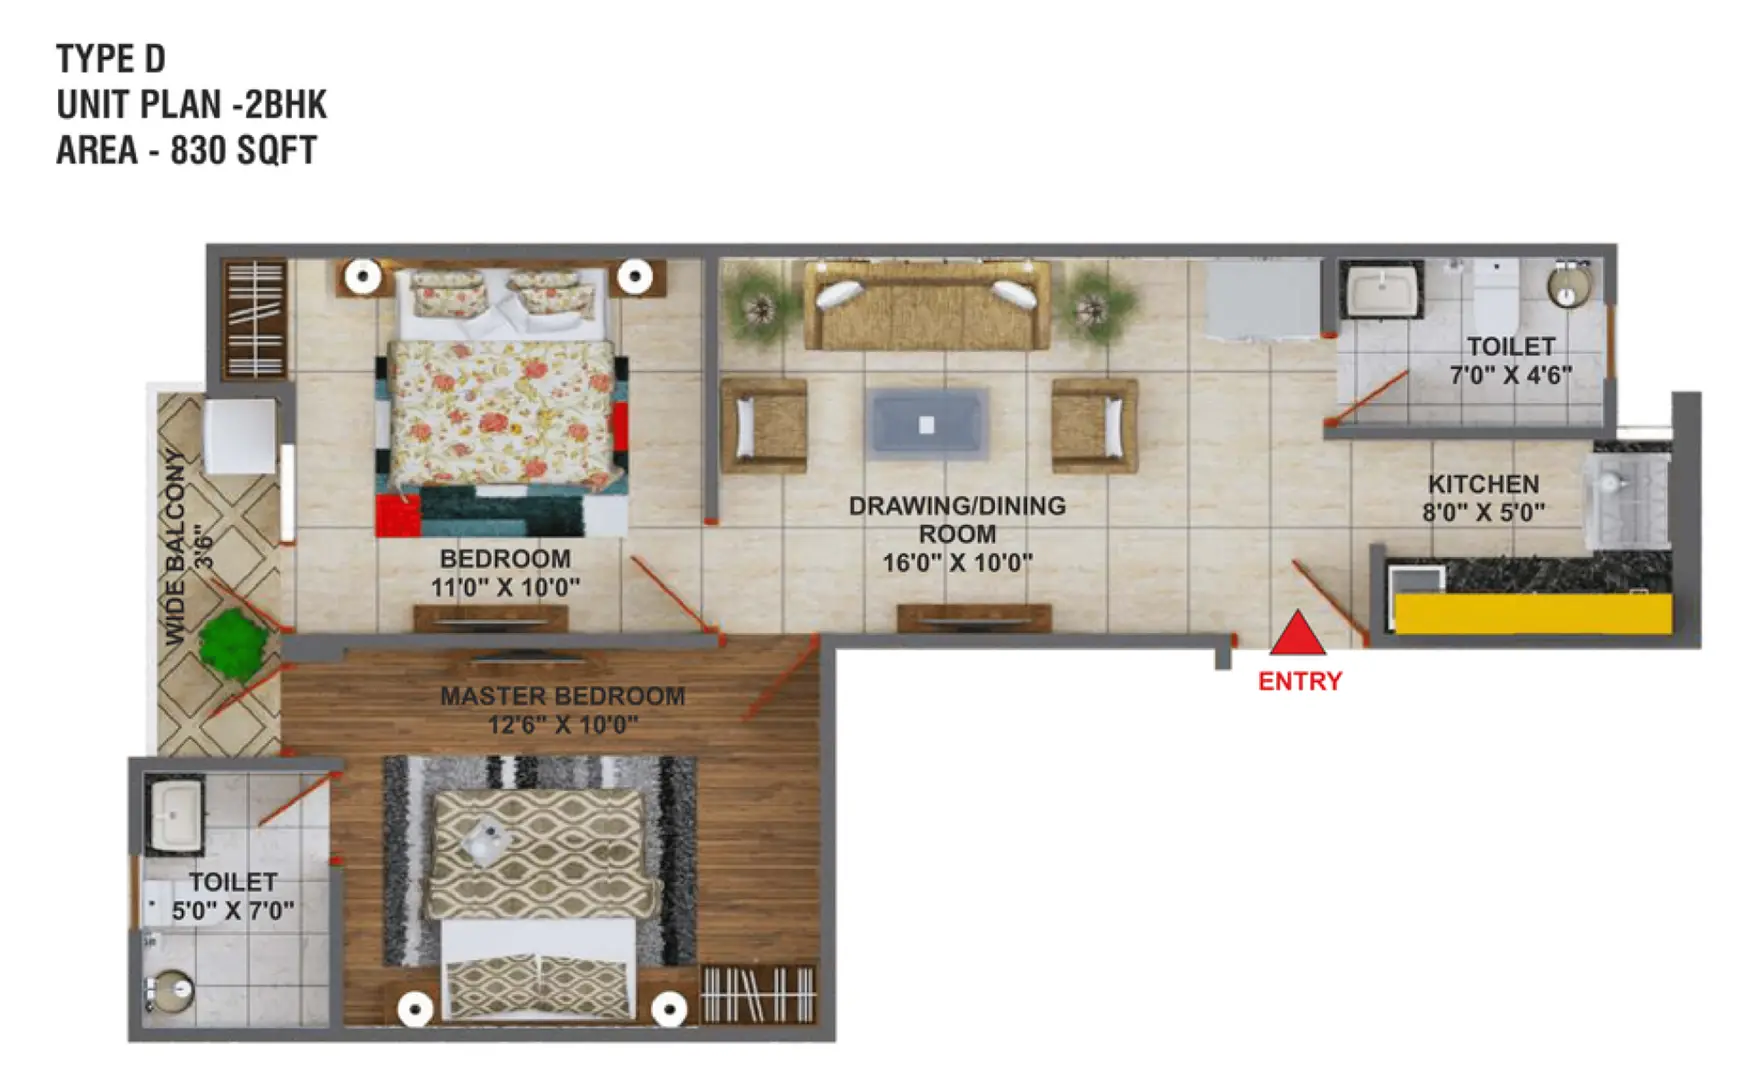 TYPE D
UNIT PLAN -2BHK
AREA - 830 SQFT
TOILET
7'0" X 4'6"
KITCHEN
8'0" X 5'0"
DRAWING/DINING
ROOM
16'0" X 10'0"
BEDROOM
11'0" X 10'0"
WIDE BALCONY
3'6"
ENTRY
MASTER BEDROOM
12'6" X 10'0"
TOILET
5'0" X 7'0"